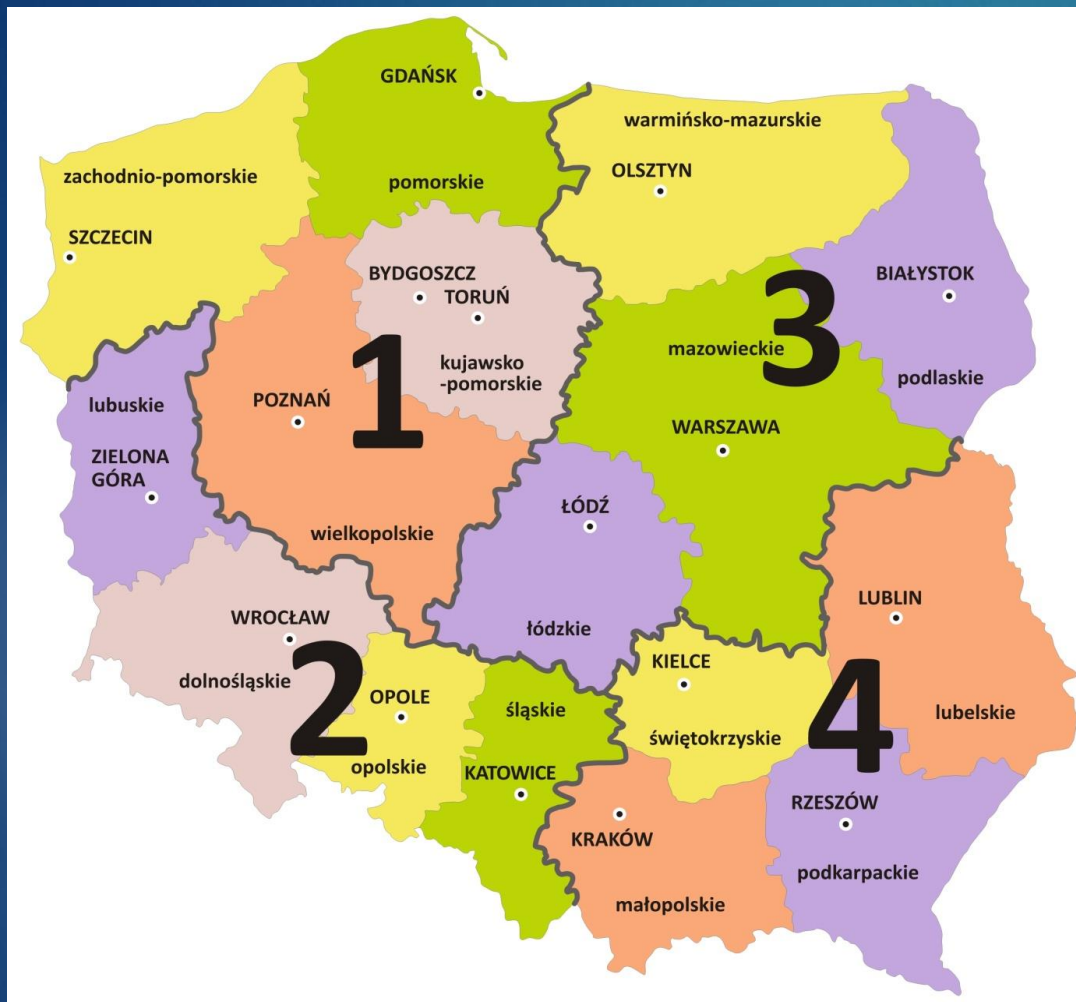 GDAŃSK
warmińsko-mazurskie
zachodnio-pomorskie
pomorskie
OLSZTYN
SZCZECIN
BYDGOSZCZ
TORUŃ
BIAŁYSTOK
3
1
mazowieckie
kujawsko
-pomorskie
podlaskie
lubuskie
POZNAŃ
WARSZAWA
ZIELONA
GÓRA
ŁÓDŹ
wielkopolskie
LUBLIN
WROCŁAW
łódzkie
KIELCE
dolnośląskie
2
OPOLE
śląskie
4
lubelskie
świętokrzyskie
opolskie
KATOWICE
RZESZÓW
KRAKÓW
podkarpackie
małopolskie